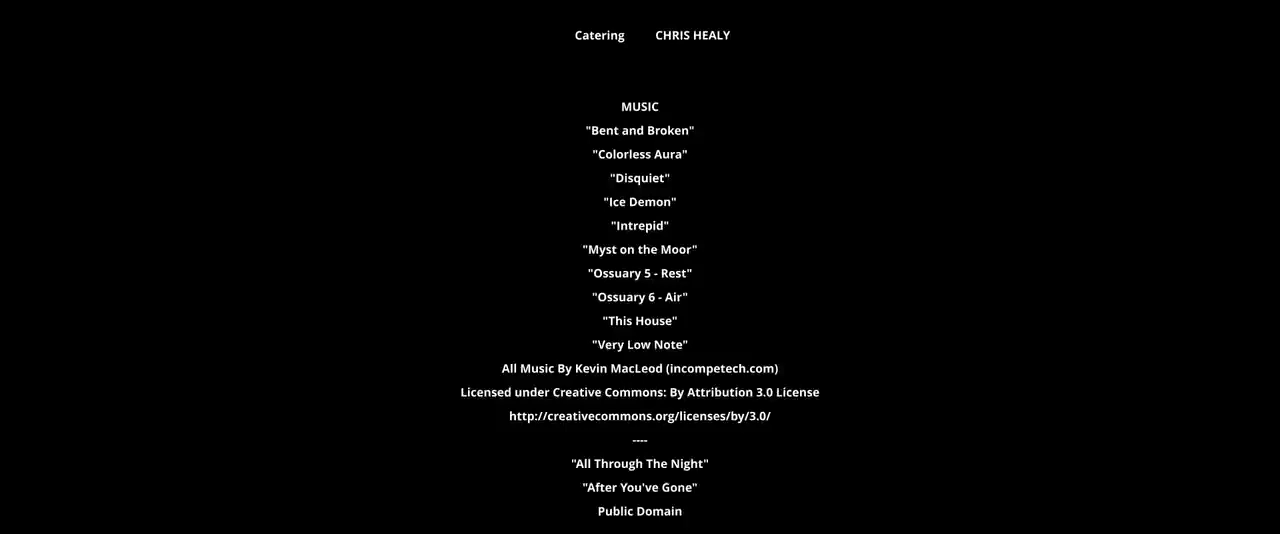 Catering CHRIS HEALY
MUSIC
"Bent and Broken"
"Colorless Aura"
"Disquiet"
"Ice Demon"
"Intrepid"
"Myst on the Moor"
"Ossuary 5 - Rest"
"Ossuary 6 - Air"
"This House"
"Very Low Note"
All Music By Kevin MacLeod (incompetech.com)
Licensed under Creative Commons: By Attribution 3.0 License
http://creativecommons.org/licenses/by/3.0/
----
"All Through The Night"
"After You've Gone"
Public Domain